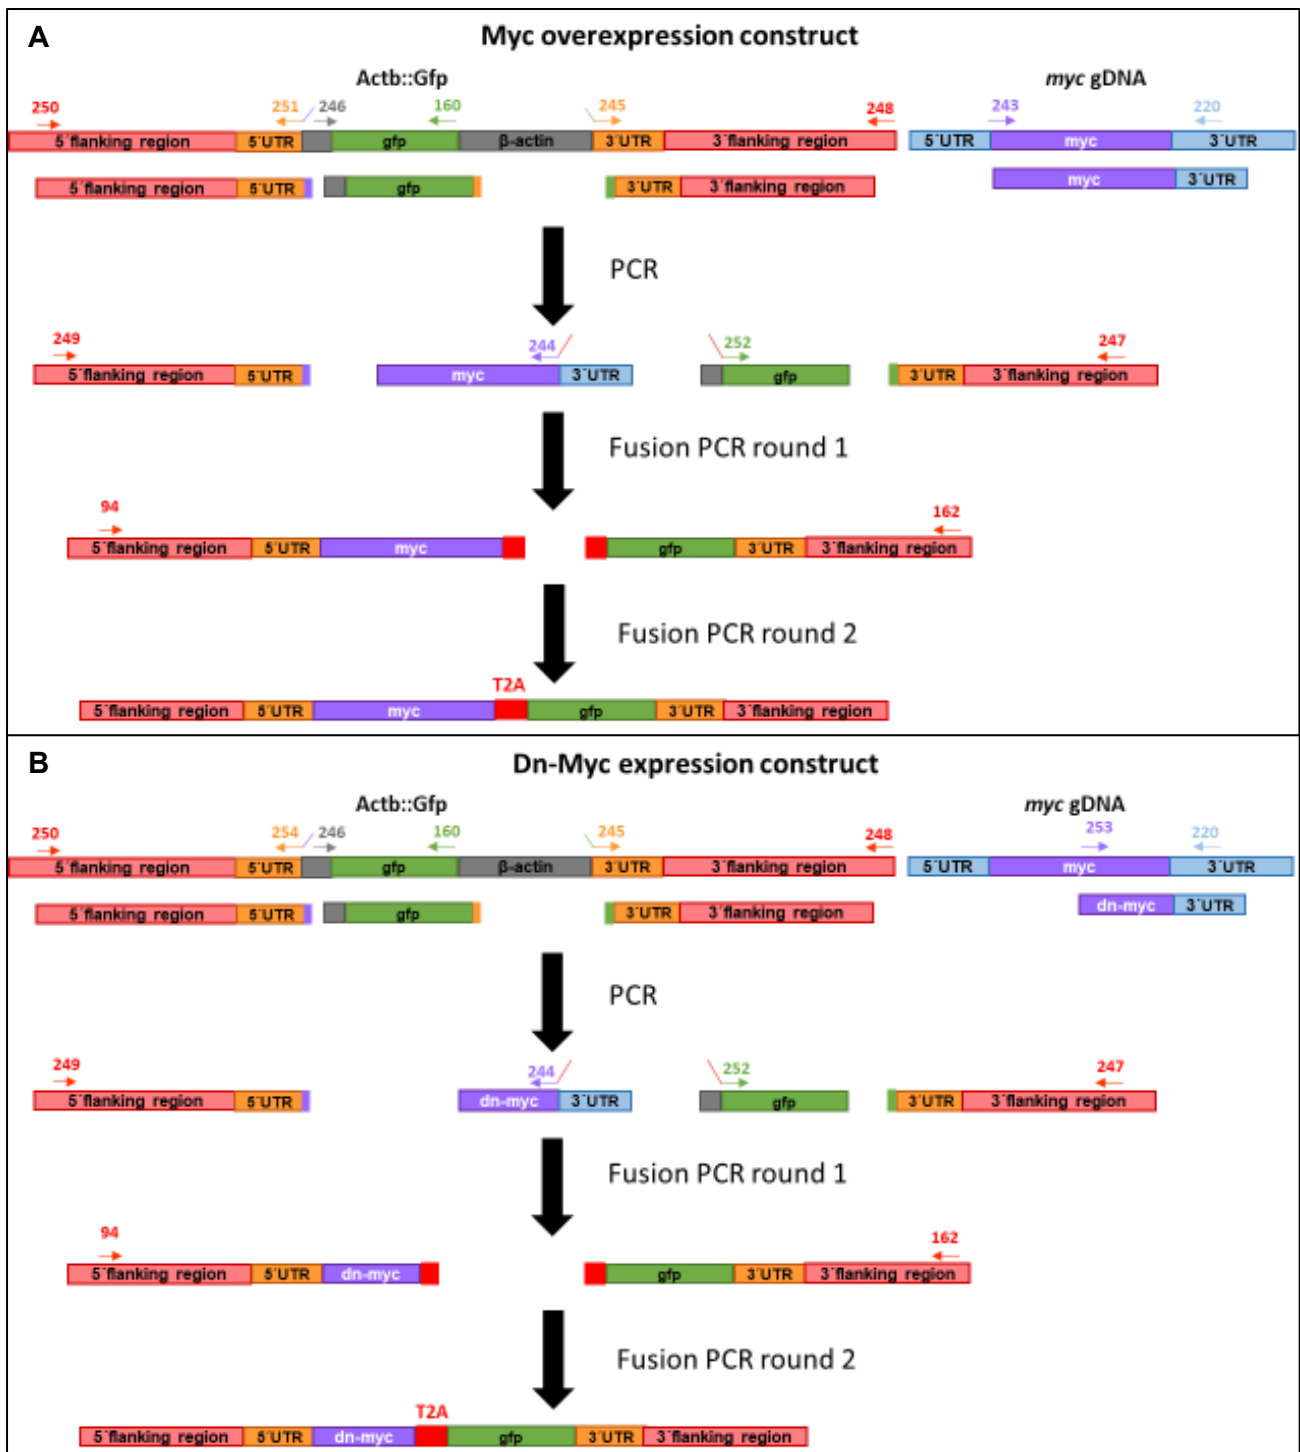 A
Myc overexpression construct
Actb::Gfp myc gDNA
250 251 246 160 245 248 243 220
5´flanking region 5´UTR gfp β-actin 3´UTR 3´flanking region 5´UTR myc 3´UTR
5´flanking region 5´UTR gfp 3´UTR 3´flanking region myc 3´UTR
PCR
249 244 252 247
5´flanking region 5´UTR myc 3´UTR gfp 3´UTR 3´flanking region
Fusion PCR round 1
94 162
5´flanking region 5´UTR myc gfp 3´UTR 3´flanking region
Fusion PCR round 2
T2A
5´flanking region 5´UTR myc gfp 3´UTR 3´flanking region
B
Dn-Myc expression construct
Actb::Gfp myc gDNA
250 254 246 160 245 248 253 220
5´flanking region 5´UTR gfp β-actin 3´UTR 3´flanking region 5´UTR myc 3´UTR
5´flanking region 5´UTR gfp 3´UTR 3´flanking region dn-myc 3´UTR
PCR
249 244 252 247
5´flanking region 5´UTR dn-myc 3´UTR gfp 3´UTR 3´flanking region
Fusion PCR round 1
94 162
5´flanking region 5´UTR dn-myc gfp 3´UTR 3´flanking region
Fusion PCR round 2
T2A
5´flanking region 5´UTR dn-myc gfp 3´UTR 3´flanking region